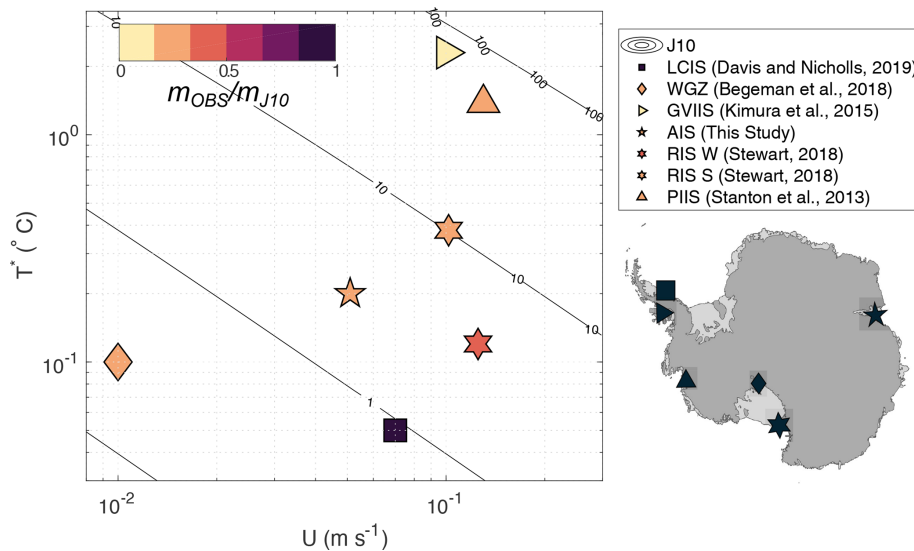 10
100
100
100
100
0
0.5
1
m_OBS/m_J10
10
10
10
1
10^0
10^-1
10^-2
10^-1
T* (° C)
U (m s^-1)
J10
LCIS (Davis and Nicholls, 2019)
WGZ (Begeman et al., 2018)
GVIIS (Kimura et al., 2015)
AIS (This Study)
RIS W (Stewart, 2018)
RIS S (Stewart, 2018)
PIIS (Stanton et al., 2013)